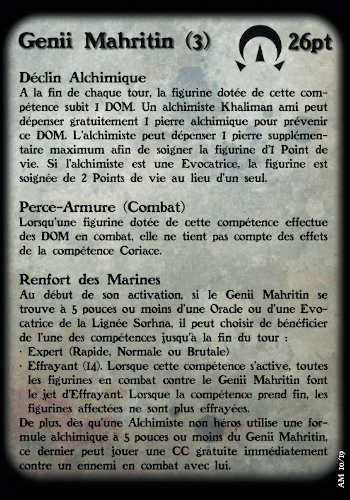 Genii Mahritin (3) 26pt
Déclin Alchimique
A la fin de chaque tour, la figurine dotée de cette com-
pétence subit 1 DOM. Un alchimiste Khaliman ami peut
dépenser gratuitement 1 pierre alchimique pour prévenir
ce DOM. L'alchimiste peut dépenser 1 pierre supplémen-
taire maximum afin de soigner la figurine d'1 Point de
vie. Si l'alchimiste est une Evocatrice, la figurine est
soignée de 2 Points de vie au lieu d'un seul.
Perce-Armure (Combat)
Lorsqu'une figurine dotée de cette compétence effectue
des DOM en combat, elle ne tient pas compte des effets
de la compétence Coriace.
Renfort des Marines
Au début de son activation, si le Genii Mahritin se
trouve à 5 pouces ou moins d'une Oracle ou d'une Evo-
catrice de la Lignée Sorhna, il peut choisir de bénéficier
de l'une des compétences jusqu'à la fin du tour :
· Expert (Rapide, Normale ou Brutale)
· Effrayant (14). Lorsque cette compétence s'active, toutes
les figurines en combat contre le Genii Mahritin font
le jet d'Effrayant. Lorsque la compétence prend fin, les
figurines affectées ne sont plus effrayées.
De plus, dès qu'une Alchimiste non héros utilise une for-
mule alchimique à 5 pouces ou moins du Genii Mahritin,
ce dernier peut jouer une CC gratuite immédiatement
contre un ennemi en combat avec lui.
AM 10/19